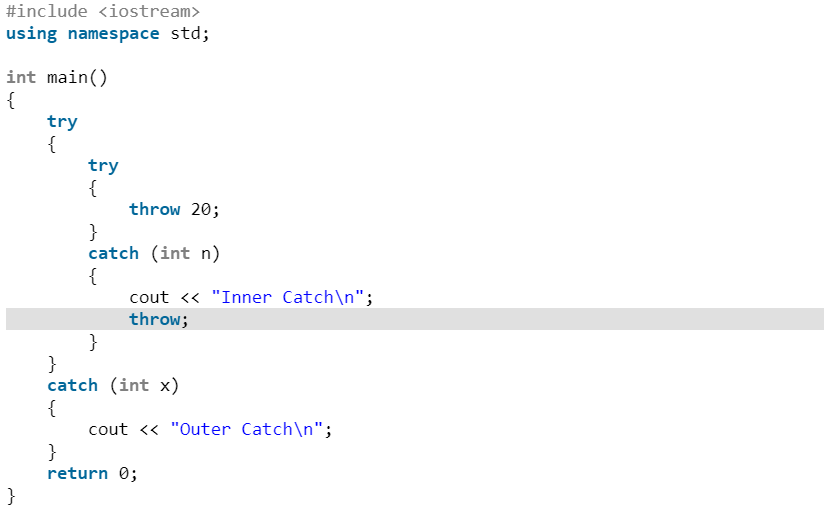 #include <iostream>
using namespace std;

int main()
{
    try
    {
        try
        {
            throw 20;
        }
        catch (int n)
        {
            cout << "Inner Catch\n";
            throw;
        }
    }
    catch (int x)
    {
        cout << "Outer Catch\n";
    }
    return 0;
}